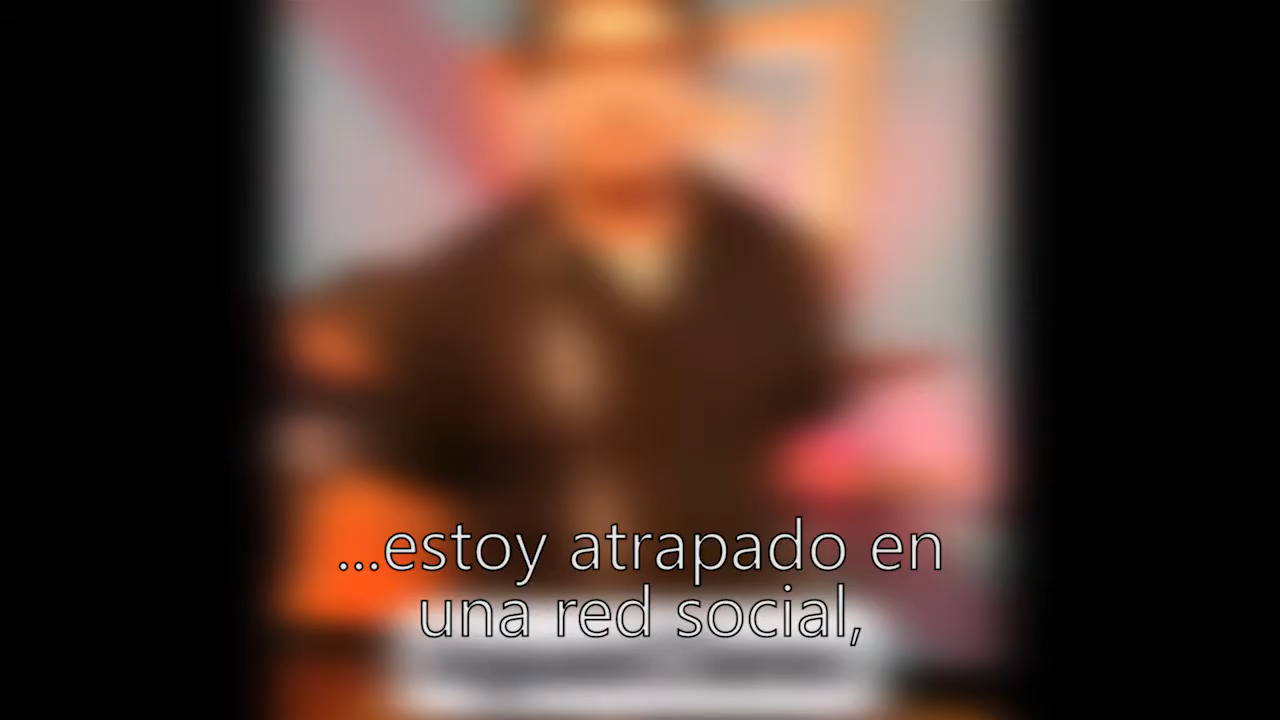 ...estoy atrapado en
una red social,